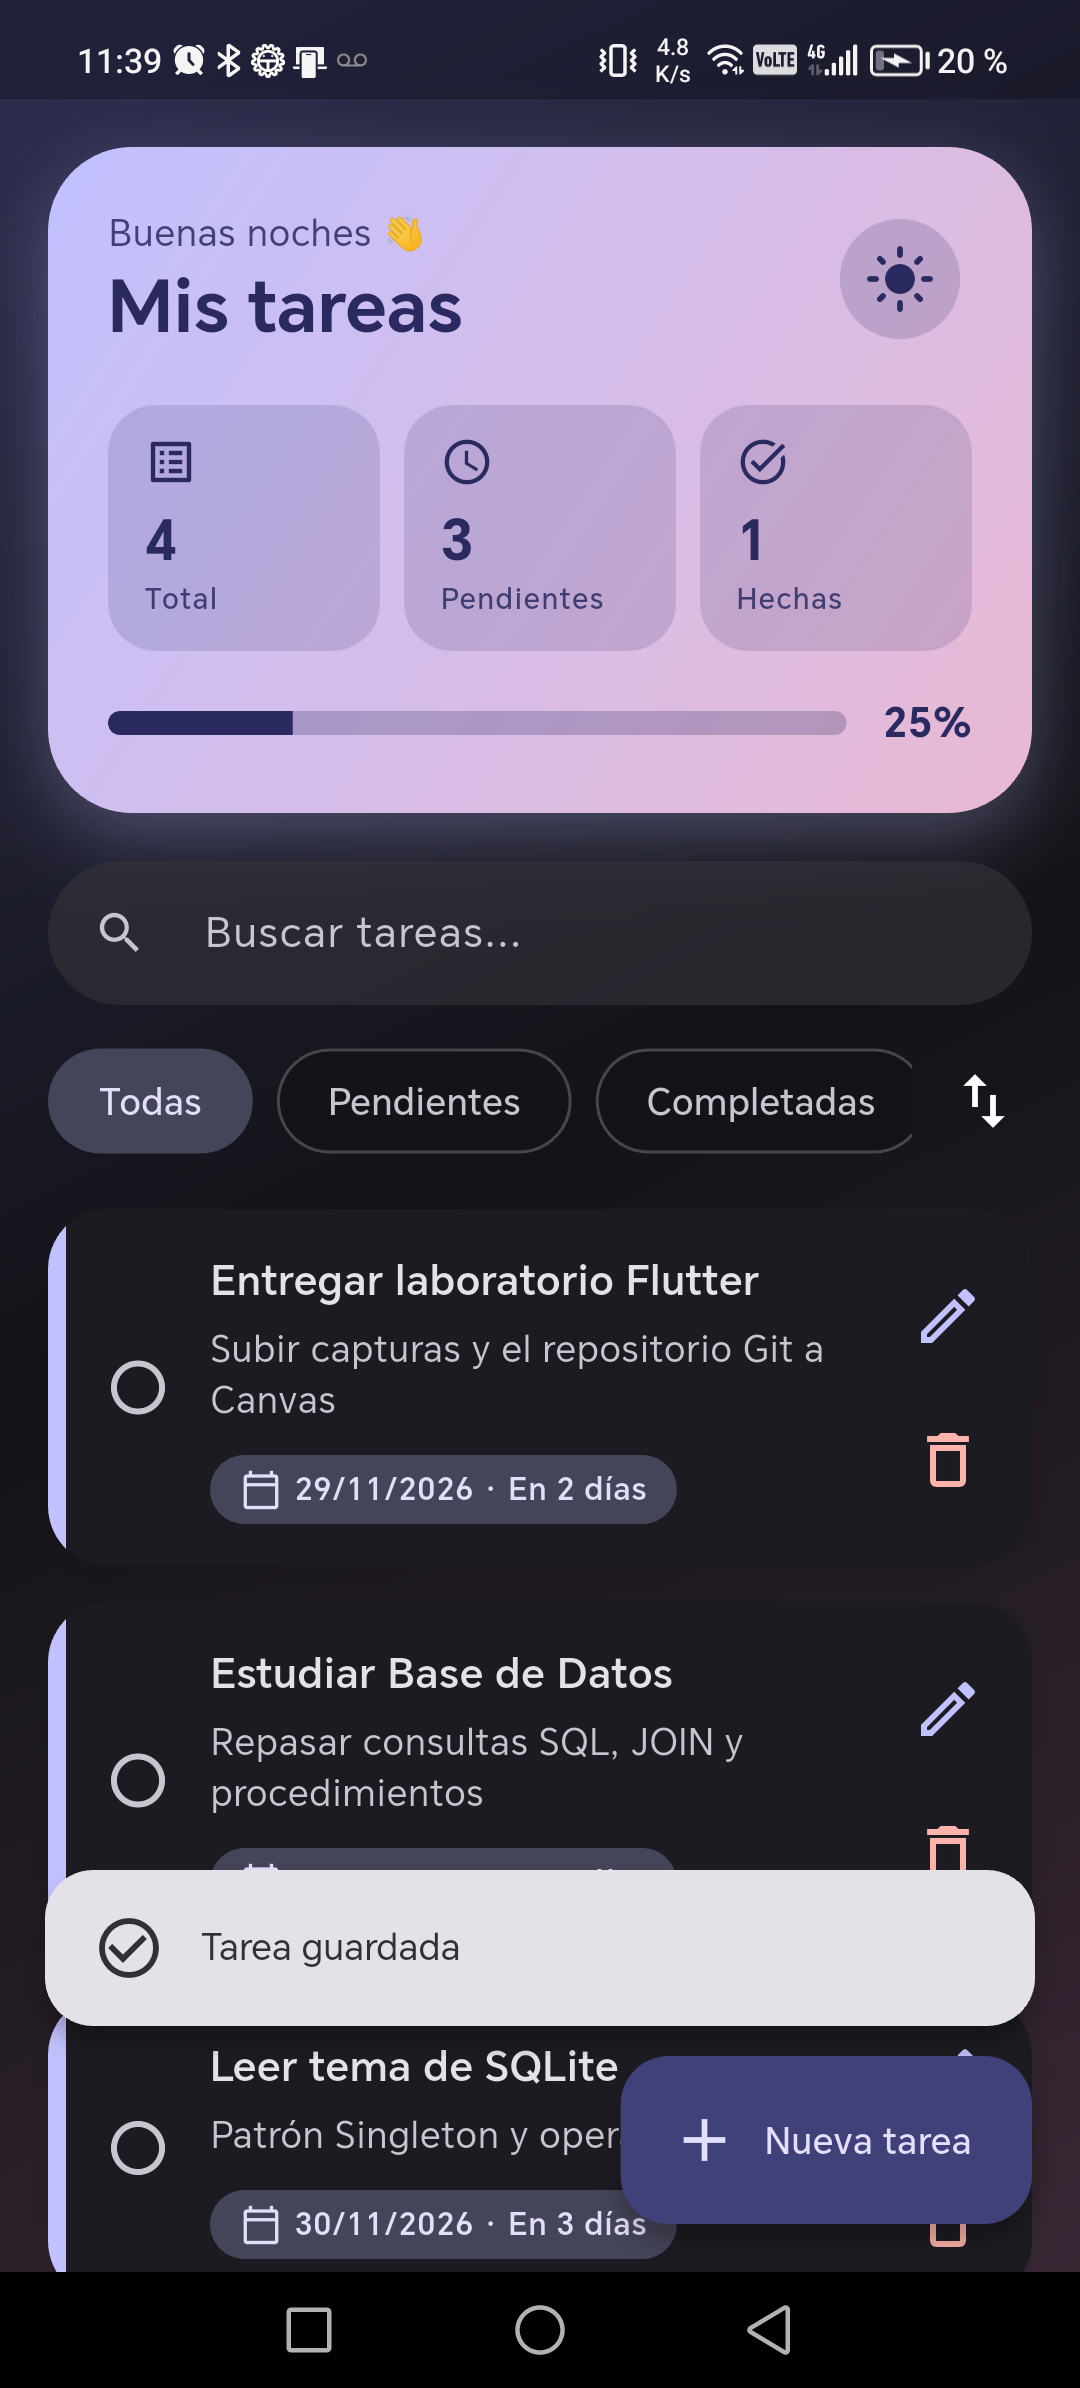 11:39
4.8 K/s
VoLTE
4G
20 %
Buenas noches 👋
Mis tareas
4
Total
3
Pendientes
1
Hechas
25%
Buscar tareas...
Todas
Pendientes
Completadas
Entregar laboratorio Flutter
Subir capturas y el repositorio Git a
Canvas
29/11/2026 · En 2 días
Estudiar Base de Datos
Repasar consultas SQL, JOIN y
procedimientos
Tarea guardada
Leer tema de SQLite
Patrón Singleton y oper
Nueva tarea
30/11/2026 · En 3 días